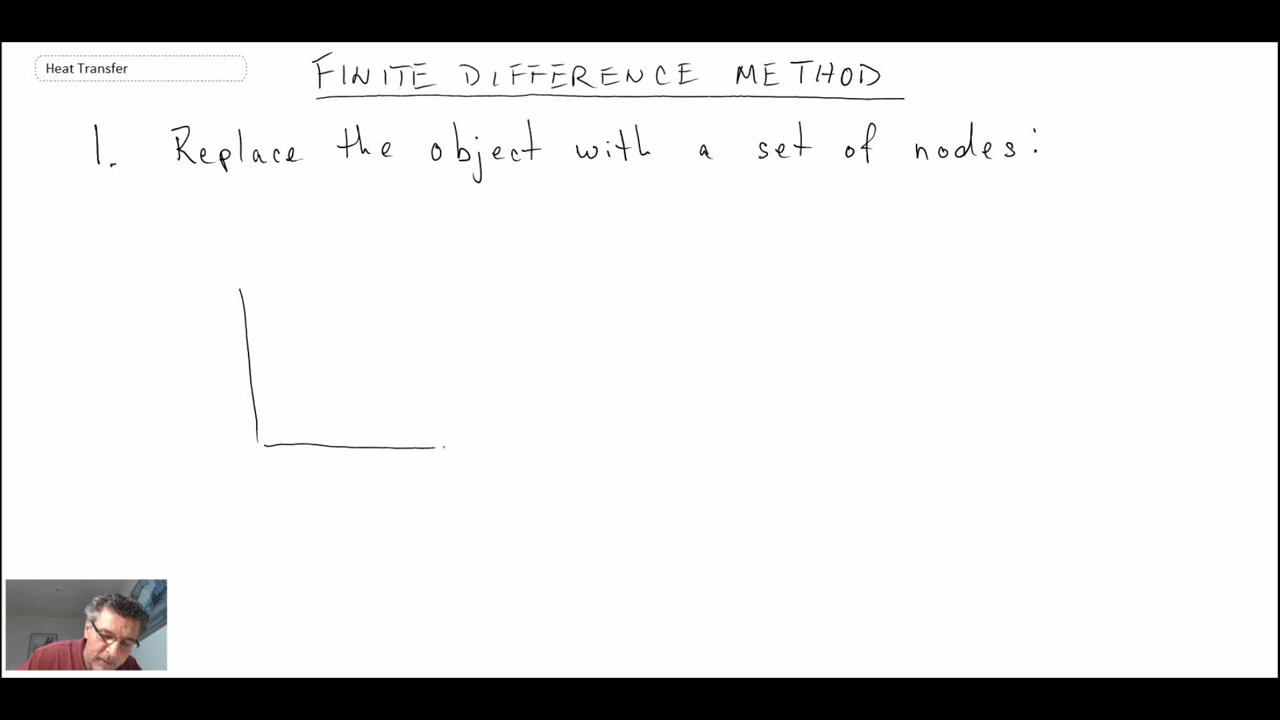 Heat Transfer
FINITE DIFFERENCE METHOD
1. Replace the object with a set of nodes: